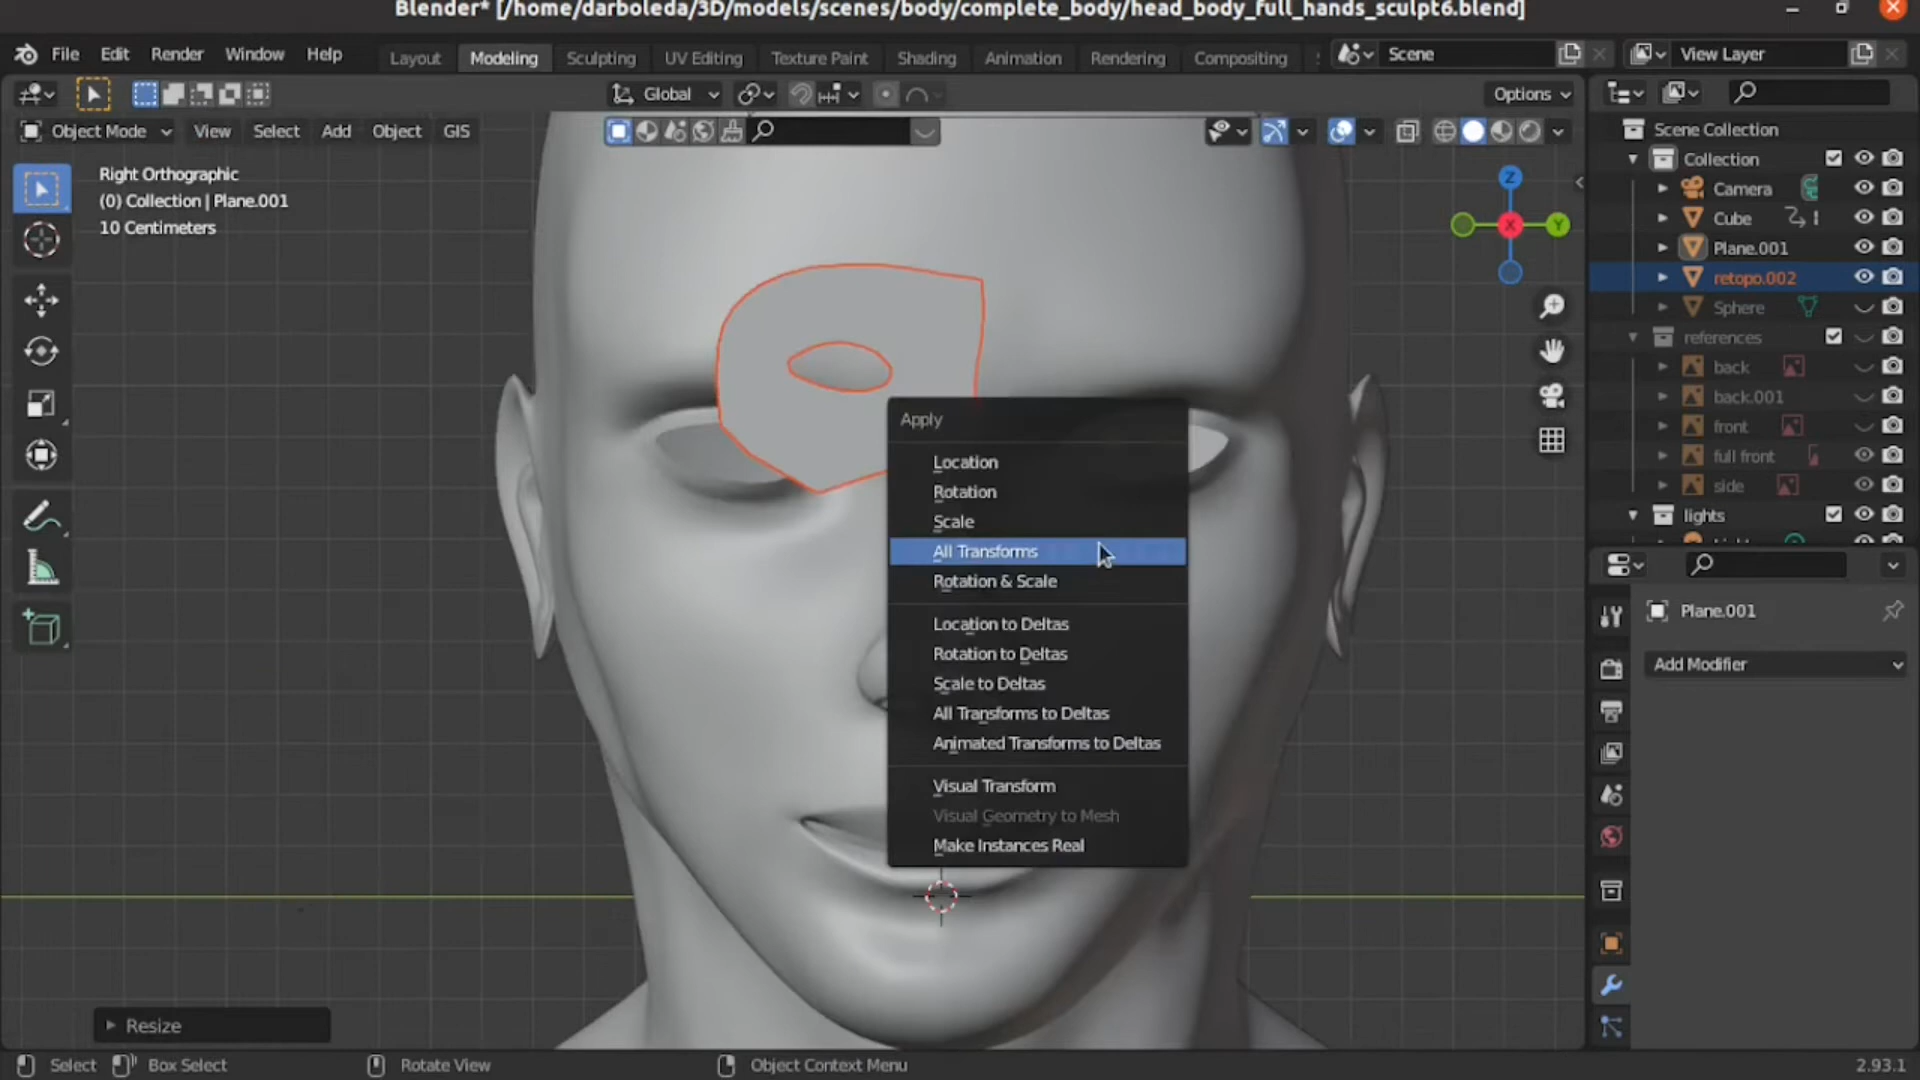 Blender* [/home/darboleda/3D/models/scenes/body/complete_body/head_body_full_hands_sculpt6.blend]
File Edit Render Window Help Layout Modeling Sculpting UV Editing Texture Paint Shading Animation Rendering Compositing Scene View Layer
Global Options
Object Mode View Select Add Object GIS
Right Orthographic
(0) Collection | Plane.001
10 Centimeters
Z
X
Y
Scene Collection
Collection
Camera
Cube
Plane.001
retopo.002
Sphere
references
back
back.001
front
full front
side
lights
Apply
Location
Rotation
Scale
All Transforms
Rotation & Scale
Location to Deltas
Rotation to Deltas
Scale to Deltas
All Transforms to Deltas
Animated Transforms to Deltas
Visual Transform
Visual Geometry to Mesh
Make Instances Real
Plane.001
Add Modifier
Resize
Select Box Select Rotate View Object Context Menu 2.93.1